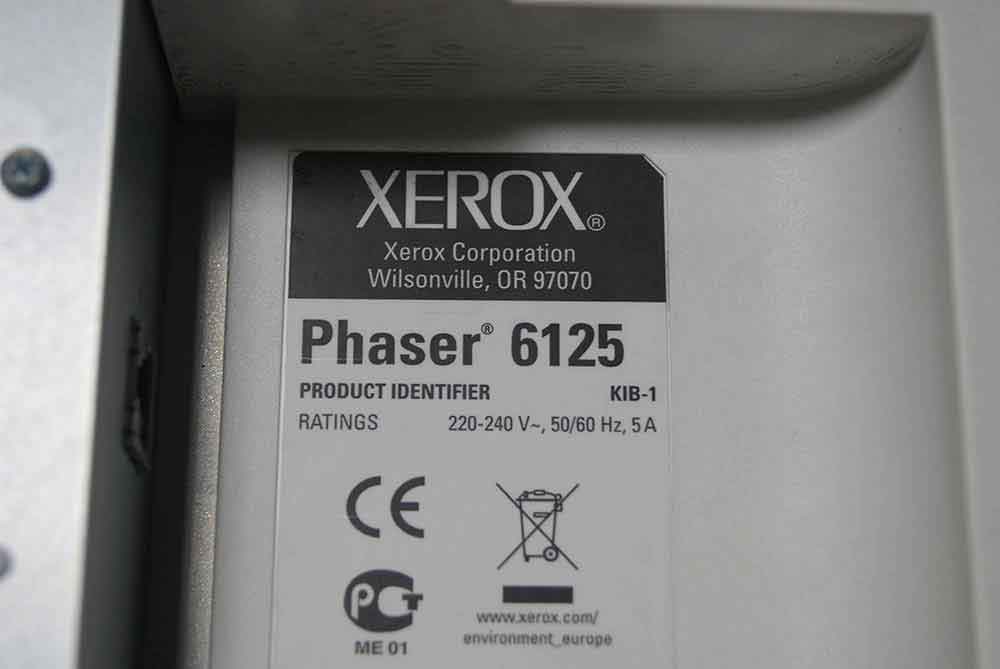 XEROX®
Xerox Corporation
Wilsonville, OR 97070
Phaser® 6125
PRODUCT IDENTIFIER KIB-1
RATINGS 220-240 V~, 50/60 Hz, 5 A
CE
РСТ
ME 01
www.xerox.com/
environment_europe